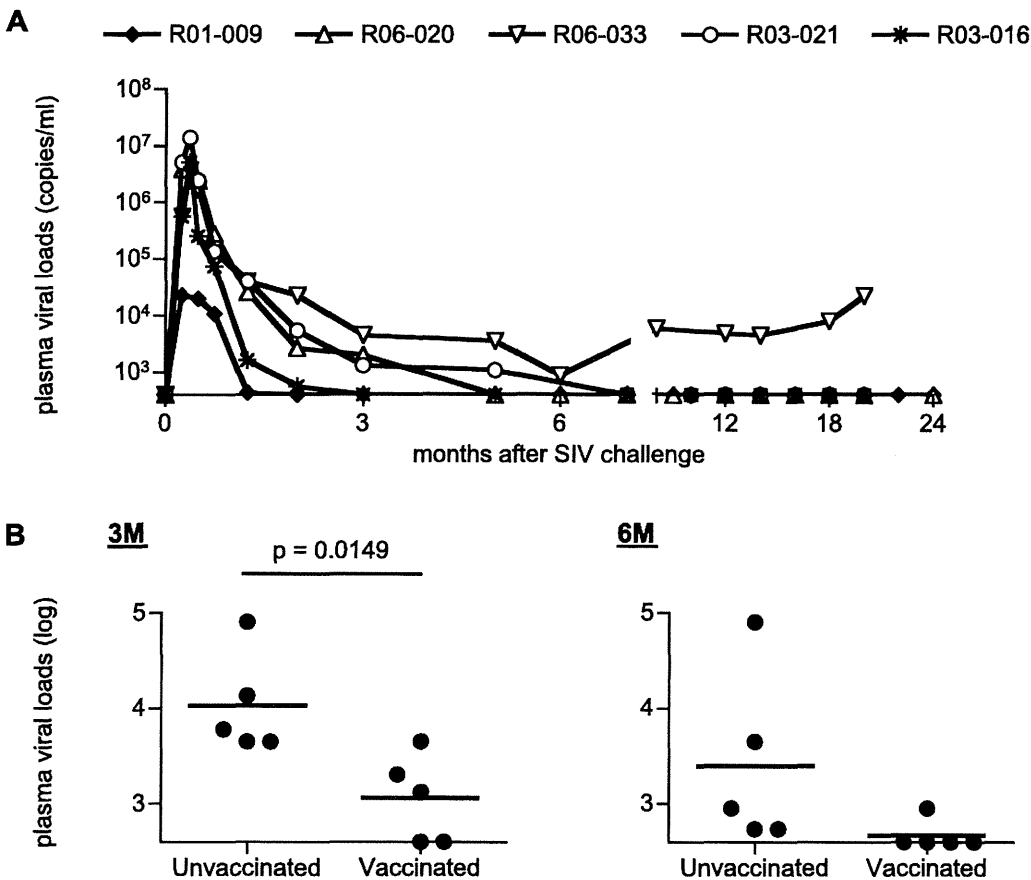 A
R01-009 R06-020 R06-033 R03-021 R03-016
plasma viral loads (copies/ml)
10⁸
10⁷
10⁶
10⁵
10⁴
10³
0 3 6 12 18 24
months after SIV challenge
B
3M
p = 0.0149
plasma viral loads (log)
5
4
3
Unvaccinated Vaccinated
6M
5
4
3
Unvaccinated Vaccinated